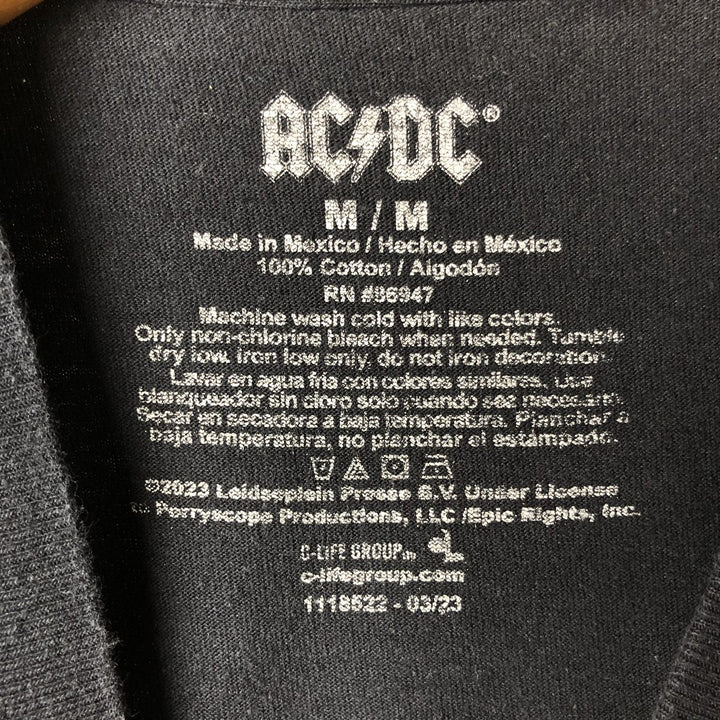 AC/DC®
M / M
Made in Mexico / Hecho en México
100% Cotton / Algodón
RN #86947
Machine wash cold with like colors.
Only non-chlorine bleach when needed. Tumble
dry low. Iron low only, do not iron decoration.
Lavar en agua fria con colores similares. Use
blanqueador sin cloro solo cuando sea necesario.
Secar en secadora a baja temperatura. Planchar a
baja temperatura, no planchar el estampado.
©2023 Leidseplein Presse B.V. Under License
to Perryscope Productions, LLC /Epic Rights, Inc.
C-LIFE GROUP
c-lifegroup.com
1118522 - 03/23